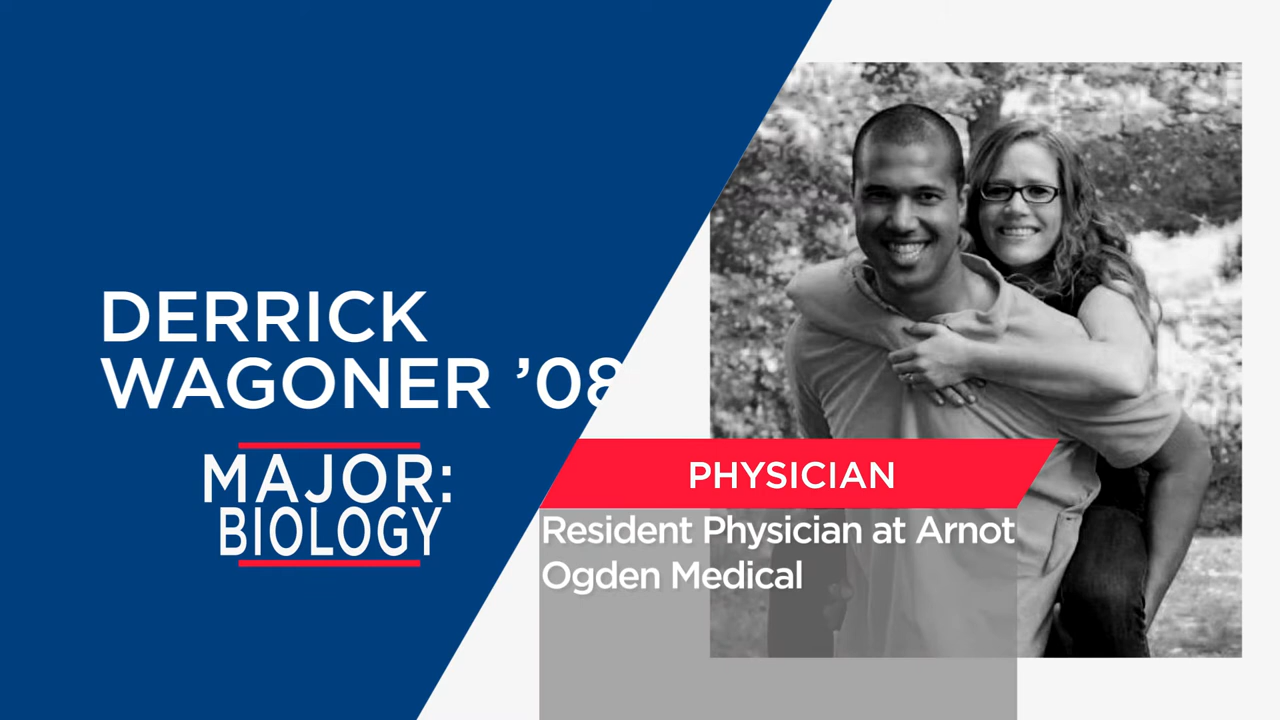 DERRICK
WAGONER ’08
MAJOR:
BIOLOGY
PHYSICIAN
Resident Physician at Arnot
Ogden Medical